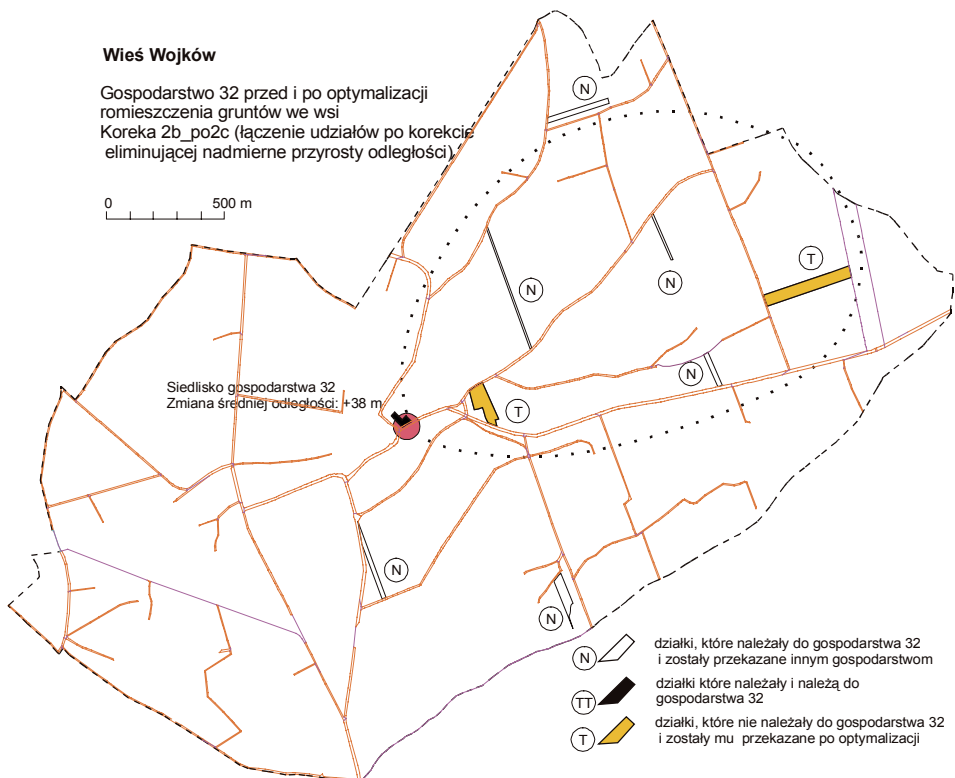 Wieś Wojków
Gospodarstwo 32 przed i po optymalizacji
romieszczenia gruntów we wsi
Koreka 2b_po2c (łączenie udziałów po korekcie
eliminującej nadmierne przyrosty odległości)
0 500 m
N
T
N
N
N
Siedlisko gospodarstwa 32
Zmiana średniej odległości: +38 m
T
N
N
N działki, które należały do gospodarstwa 32
i zostały przekazane innym gospodarstwom
TT działki które należały i należą do
gospodarstwa 32
T działki, które nie należały do gospodarstwa 32
i zostały mu przekazane po optymalizacji